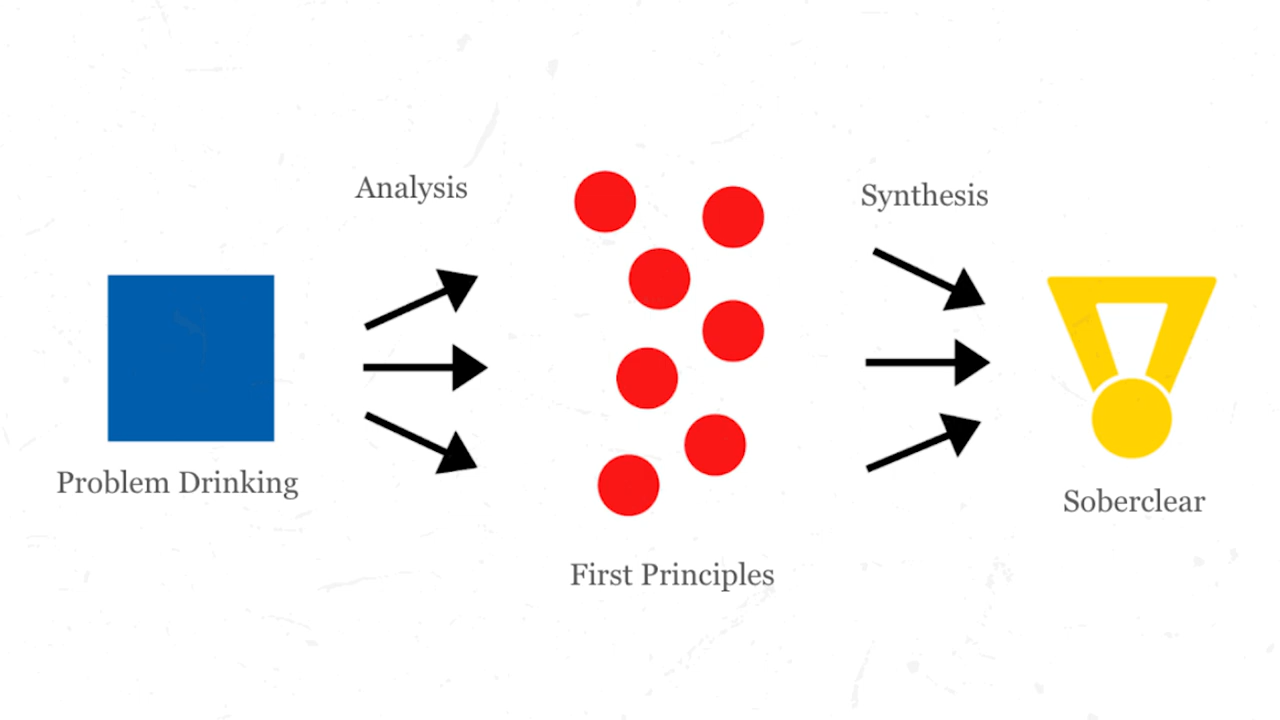 Analysis
Synthesis
Problem Drinking
Soberclear
First Principles